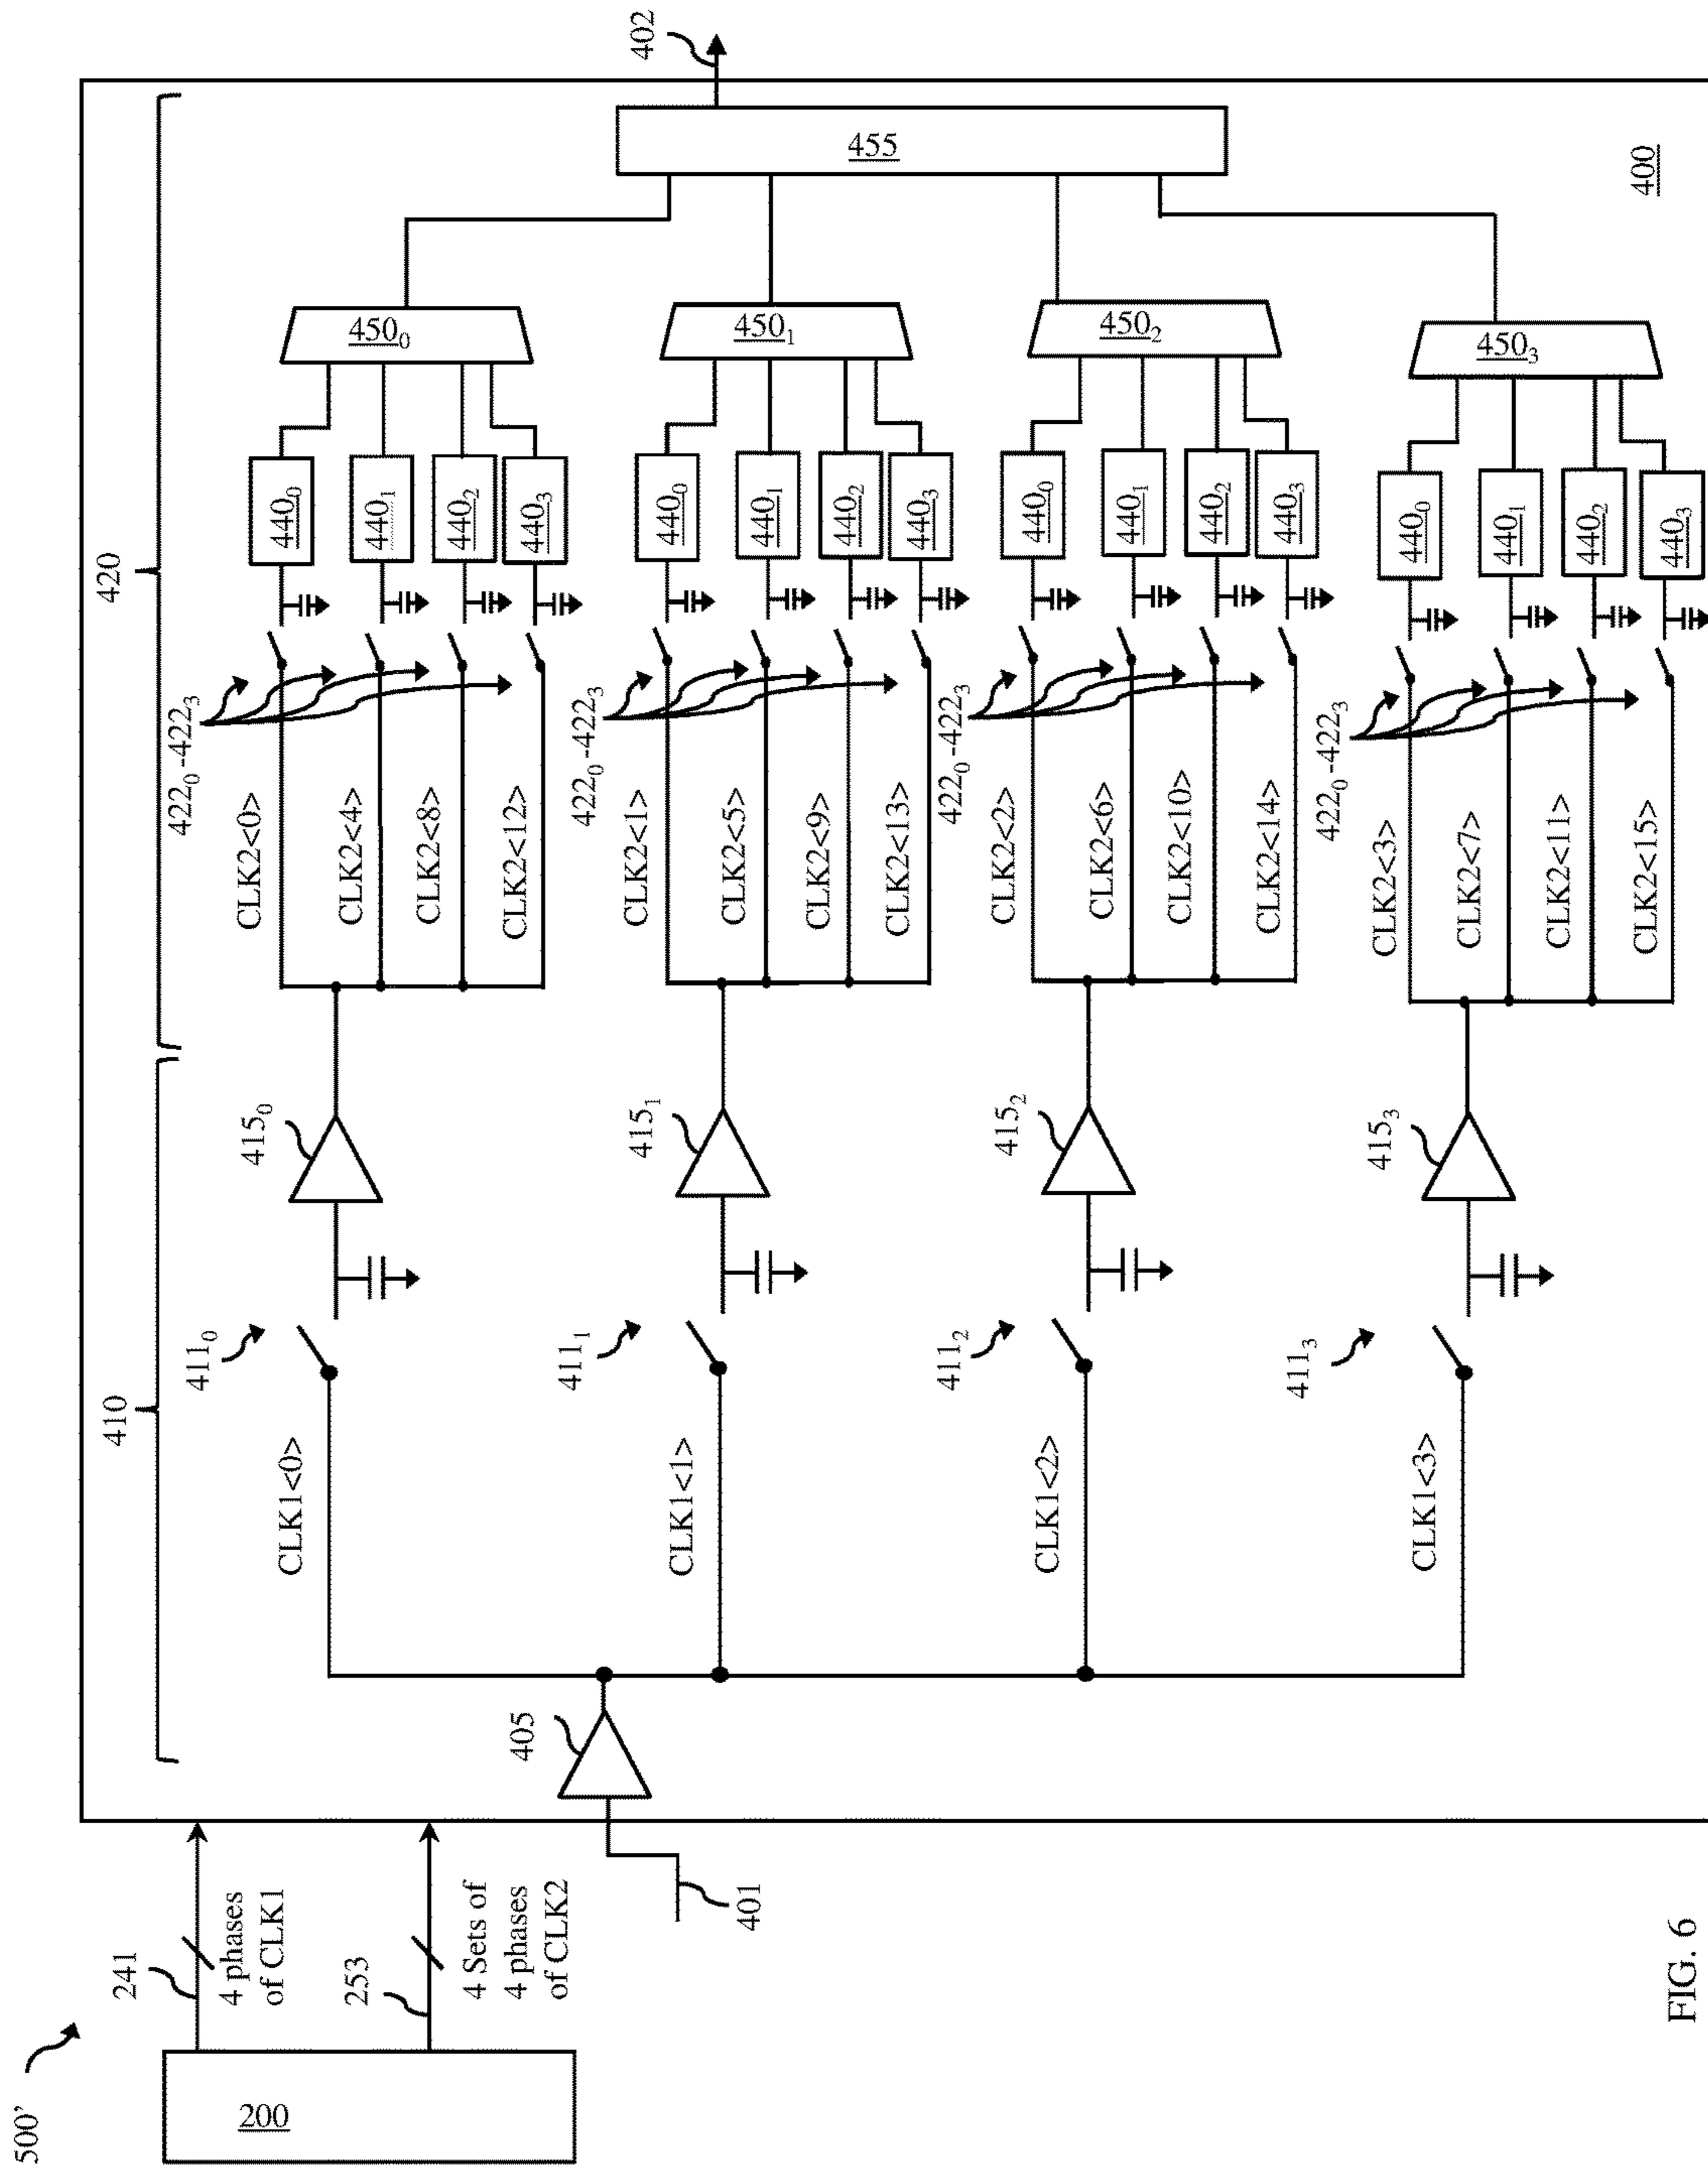 500'
200
241
4 phases
of CLK1
253
4 Sets of
4 phases
of CLK2
401
405
410
420
CLK1<0>
411₀
415₀
CLK2<0>
CLK2<4>
CLK2<8>
CLK2<12>
422₀-422₃
440₀
440₁
440₂
440₃
450₀
CLK1<1>
411₁
415₁
CLK2<1>
CLK2<5>
CLK2<9>
CLK2<13>
422₀-422₃
440₀
440₁
440₂
440₃
450₁
CLK1<2>
411₂
415₂
CLK2<2>
CLK2<6>
CLK2<10>
CLK2<14>
422₀-422₃
440₀
440₁
440₂
440₃
450₂
CLK1<3>
411₃
415₃
CLK2<3>
CLK2<7>
CLK2<11>
CLK2<15>
422₀-422₃
440₀
440₁
440₂
440₃
450₃
455
402
400
FIG. 6